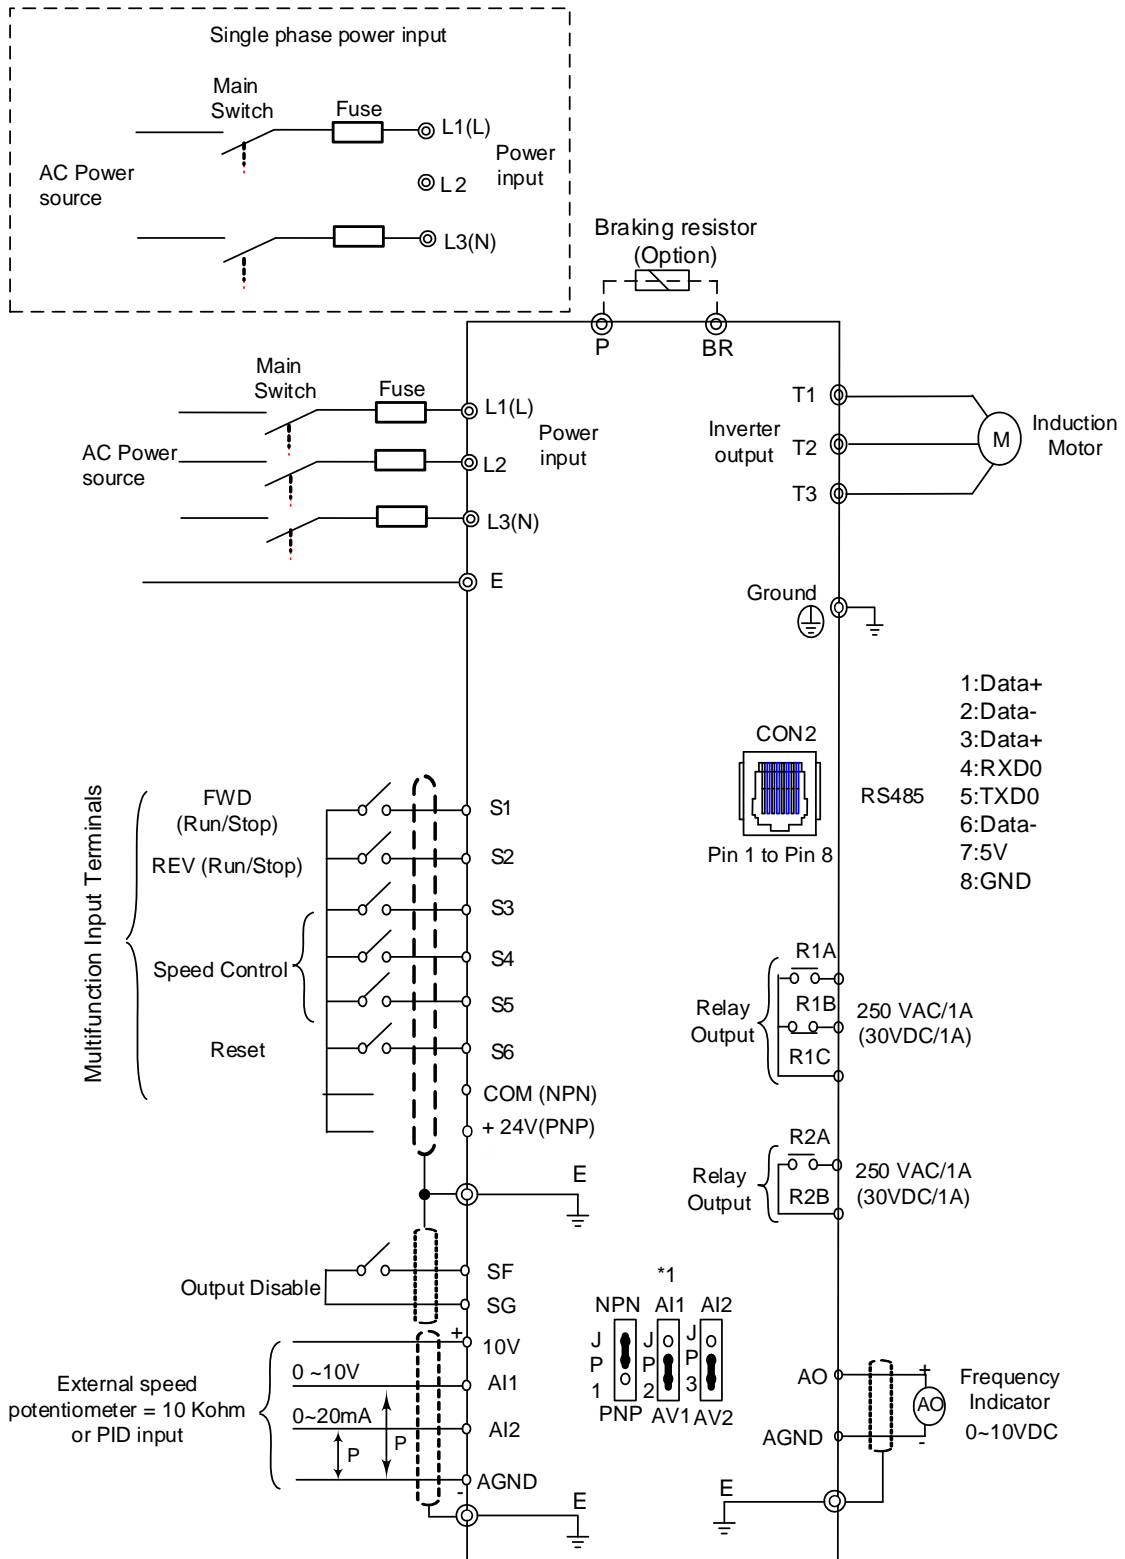 Single phase power input
Main
Switch
Fuse
L1(L)
Power
input
AC Power
source
L2
L3(N)
Braking resistor
(Option)
P
BR
Main
Switch
Fuse
L1(L)
Power
input
AC Power
source
L2
L3(N)
E
T1
Inverter
output
T2
T3
M
Induction
Motor
Ground
CON2
RS485
Pin 1 to Pin 8
1:Data+
2:Data-
3:Data+
4:RXD0
5:TXD0
6:Data-
7:5V
8:GND
Multifunction Input Terminals
FWD
(Run/Stop)
S1
REV (Run/Stop)
S2
S3
Speed Control
S4
S5
Reset
S6
COM (NPN)
+ 24V(PNP)
E
R1A
Relay
Output
R1B
R1C
250 VAC/1A
(30VDC/1A)
R2A
Relay
Output
R2B
250 VAC/1A
(30VDC/1A)
Output Disable
SF
SG
+
10V
0 ~10V
AI1
External speed
potentiometer = 10 Kohm
or PID input
0~20mA
AI2
P
P
AGND
-
E
*1
NPN AI1 AI2
J
P
1
J
P
2
J
P
3
PNP AV1 AV2
AO
+
AO
AGND
-
Frequency
Indicator
0~10VDC
E